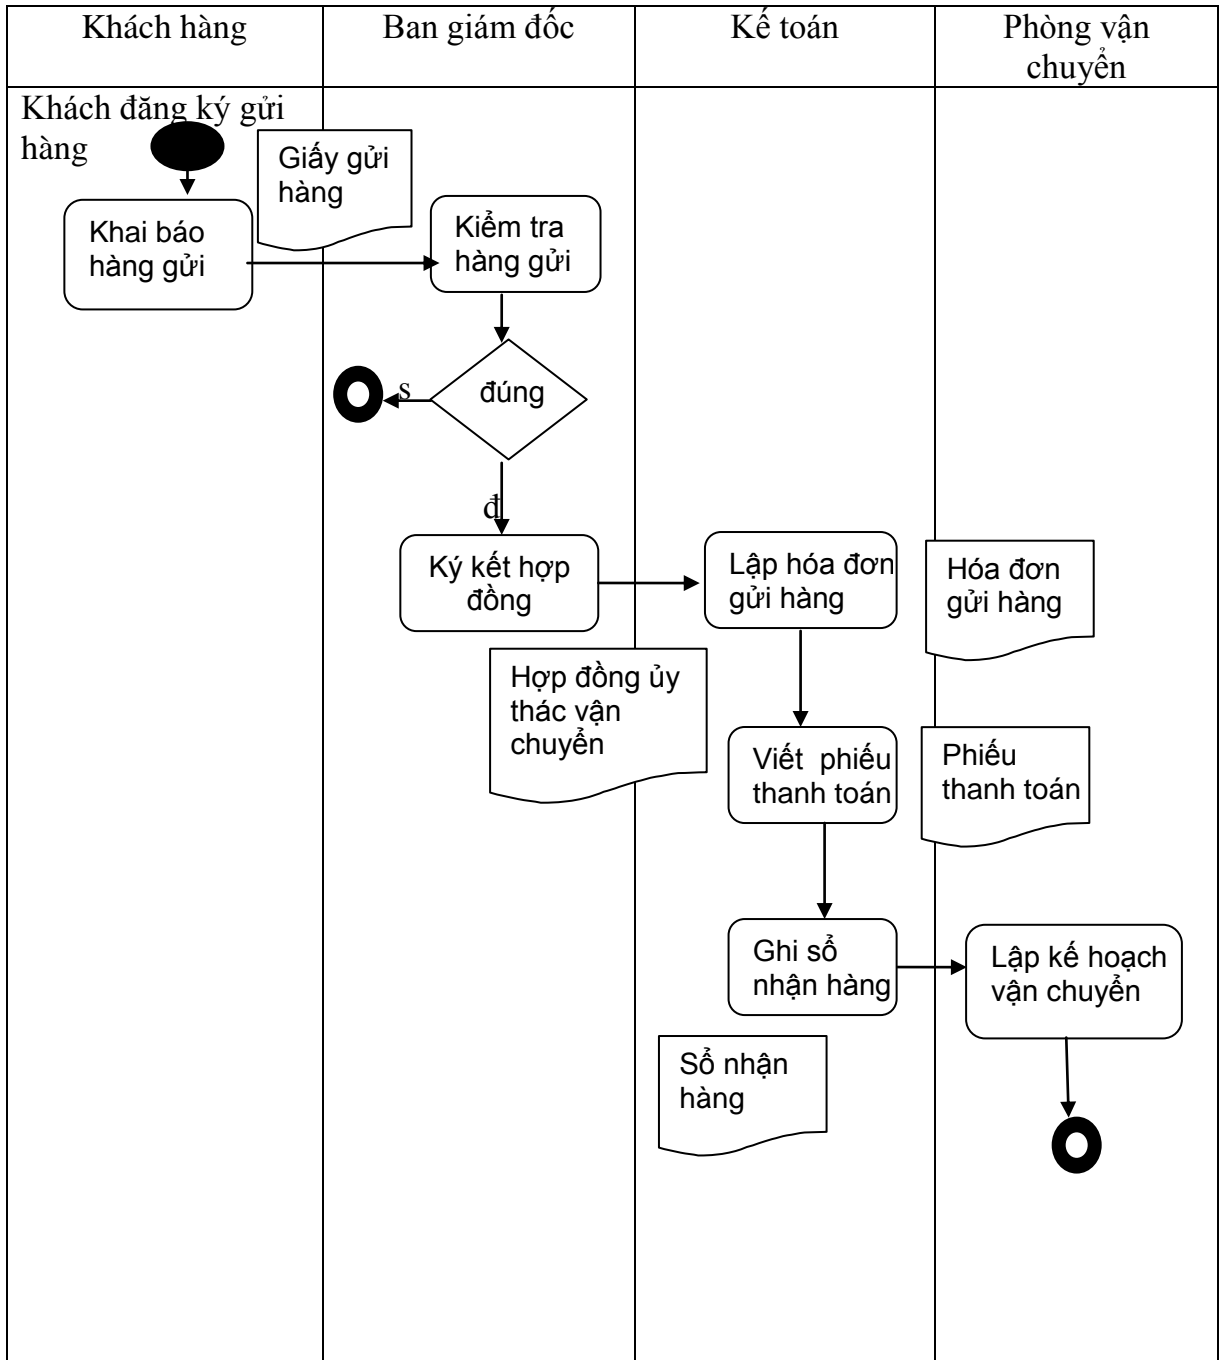 Khách hàng
Ban giám đốc
Kế toán
Phòng vận
chuyển
Khách đăng ký gửi
hàng
Giấy gửi
hàng
Khai báo
hàng gửi
Kiểm tra
hàng gửi
đúng
s
đ
Ký kết hợp
đồng
Lập hóa đơn
gửi hàng
Hóa đơn
gửi hàng
Hợp đồng ủy
thác vận
chuyển
Viết phiếu
thanh toán
Phiếu
thanh toán
Ghi sổ
nhận hàng
Lập kế hoạch
vận chuyển
Sổ nhận
hàng